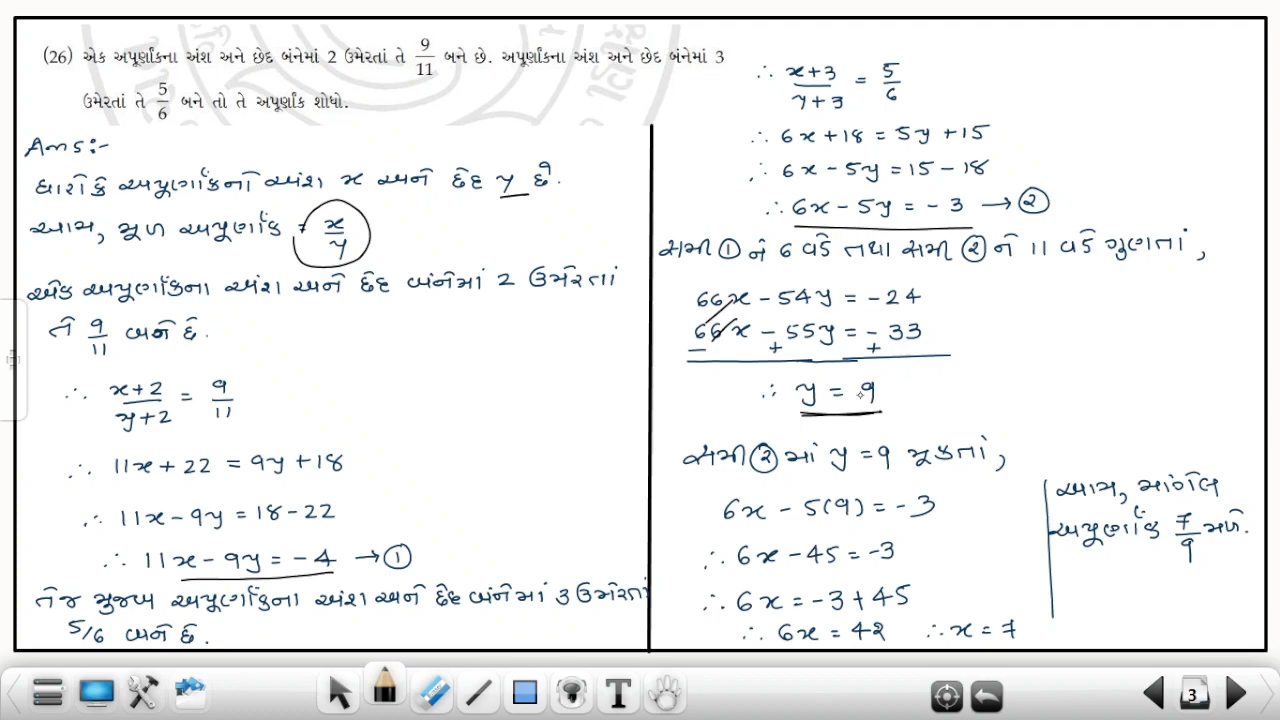 (26) એક અપૂર્ણાંકના અંશ અને છેદ બંનેમાં 2 ઉમેરતાં તે 9/11 બને છે. અપૂર્ણાંકના અંશ અને છેદ બંનેમાં 3
ઉમેરતાં તે 5/6 બને તો તે અપૂર્ણાંક શોધો.
Ans:-
ધારોકે અપૂર્ણાંકનો અંશ x અને છેદ y છે.
આમ, મૂળ અપૂર્ણાંક = x/y
એક અપૂર્ણાંકના અંશ અને છેદ બંનેમાં 2 ઉમેરતાં
તે 9/11 બને છે.
∴ x+2/y+2 = 9/11
∴ 11x+22 = 9y+18
∴ 11x-9y = 18-22
∴ 11x-9y = -4 → ①
તેજ મુજબ અપૂર્ણાંકના અંશ અને છેદ બંનેમાં 3 ઉમેરતાં
5/6 બને છે.
∴ x+3/y+3 = 5/6
∴ 6x+18 = 5y+15
∴ 6x-5y = 15-18
∴ 6x-5y = -3 → ②
સમી ① ને 6 વડે તથા સમી ② ને 11 વડે ગુણતાં,
66x - 54y = -24
66x - 55y = -33
- + +
∴ y = 9
સમી ② માં y = 9 મૂકતાં,
6x - 5(9) = -3
∴ 6x - 45 = -3
∴ 6x = -3 + 45
∴ 6x = 42 ∴ x = 7
આમ, માંગેલ
અપૂર્ણાંક 7/9 મળે.
3